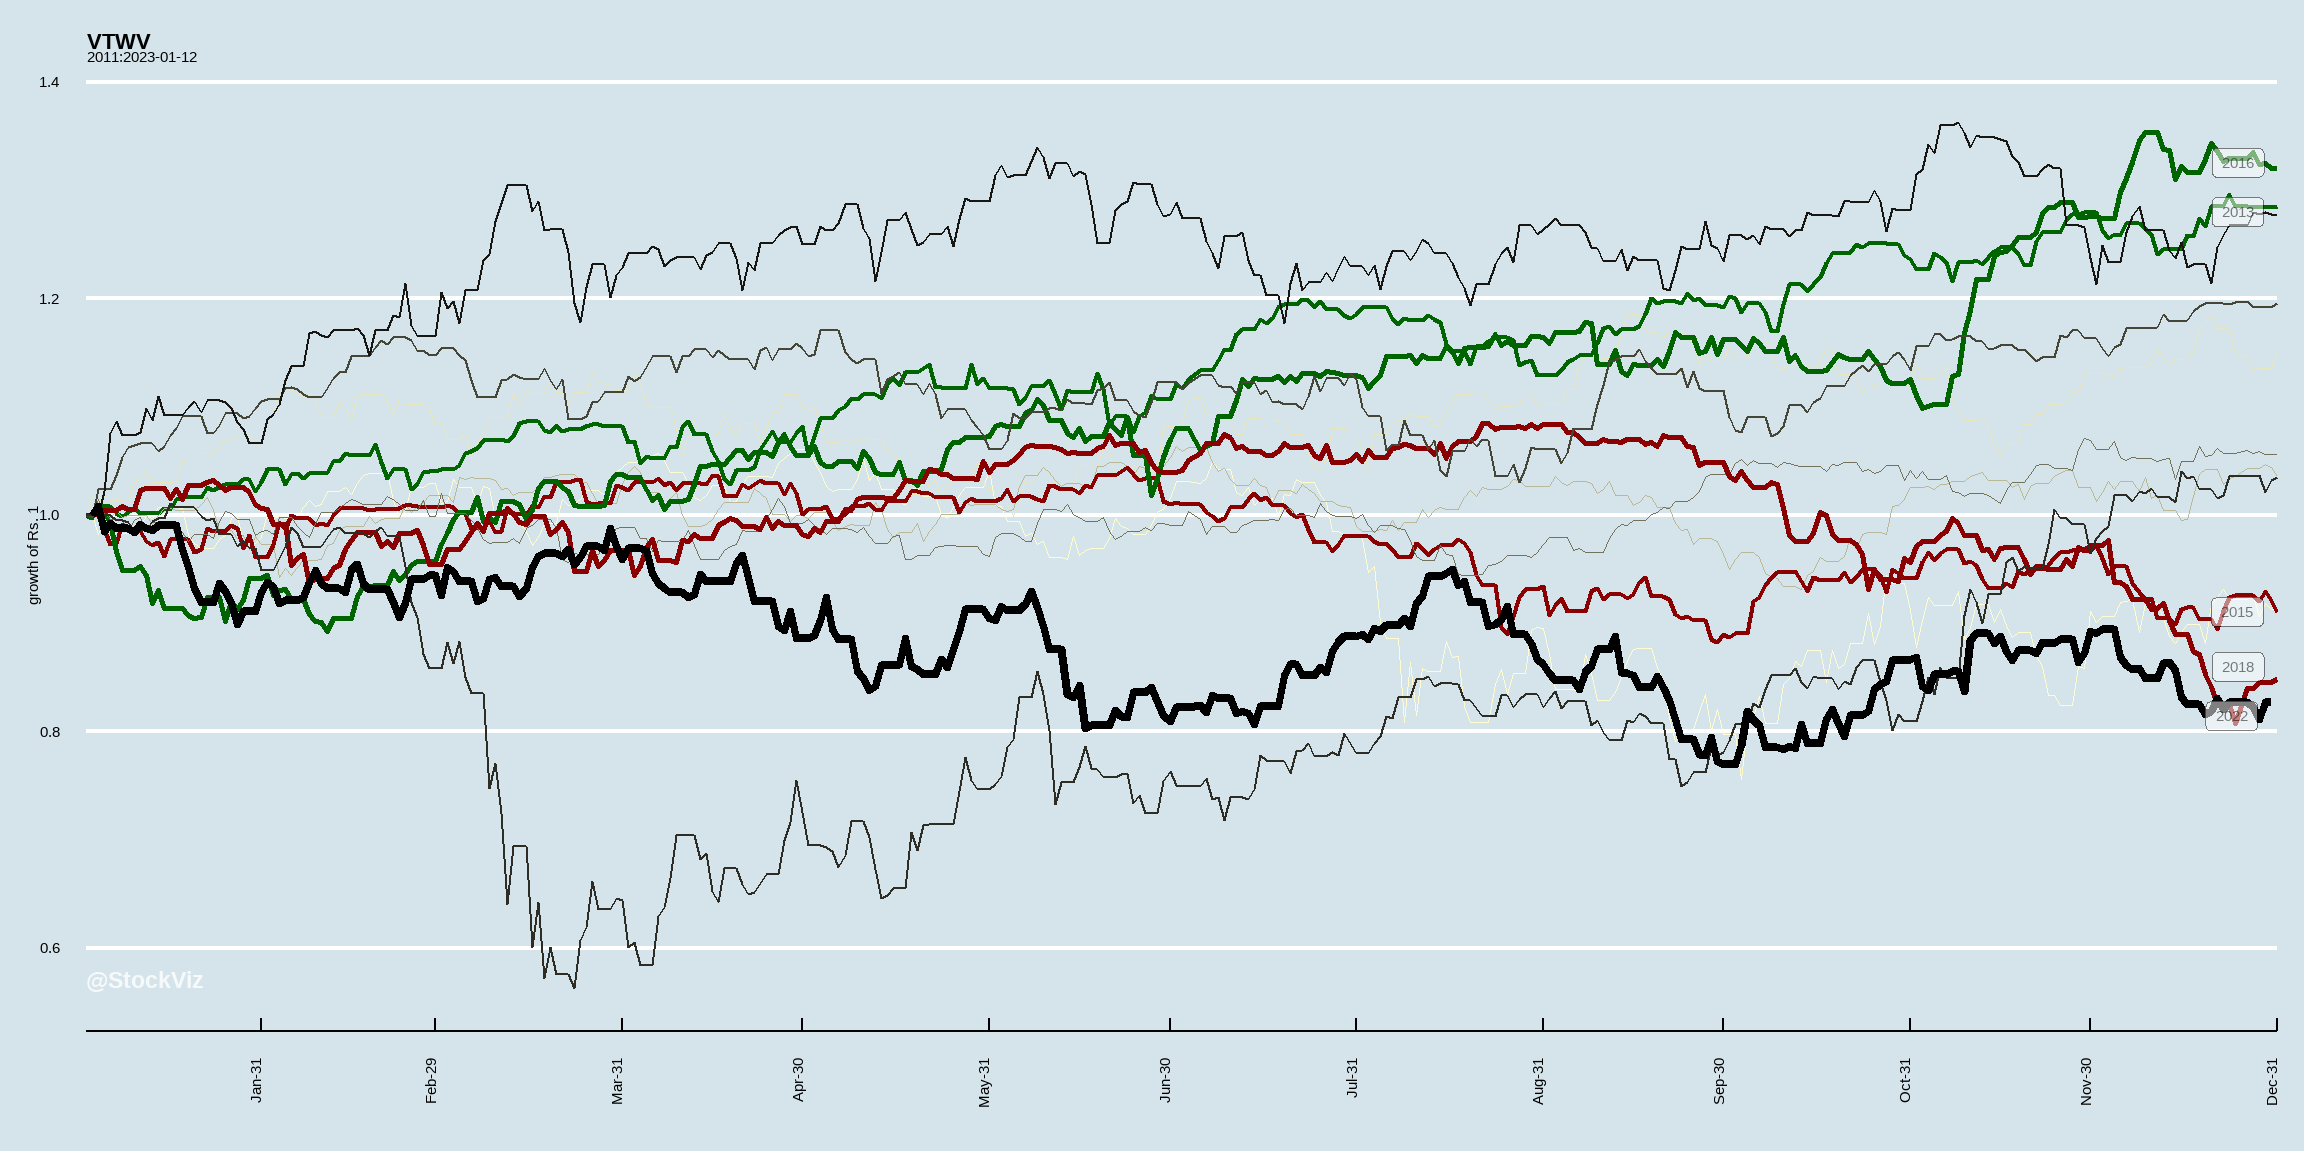 VTWV
2011:2023-01-12
1.4
1.2
1.0
0.8
0.6
growth of Rs. 1
2016
2013
2015
2018
2022
@StockViz
Jan-31
Feb-29
Mar-31
Apr-30
May-31
Jun-30
Jul-31
Aug-31
Sep-30
Oct-31
Nov-30
Dec-31